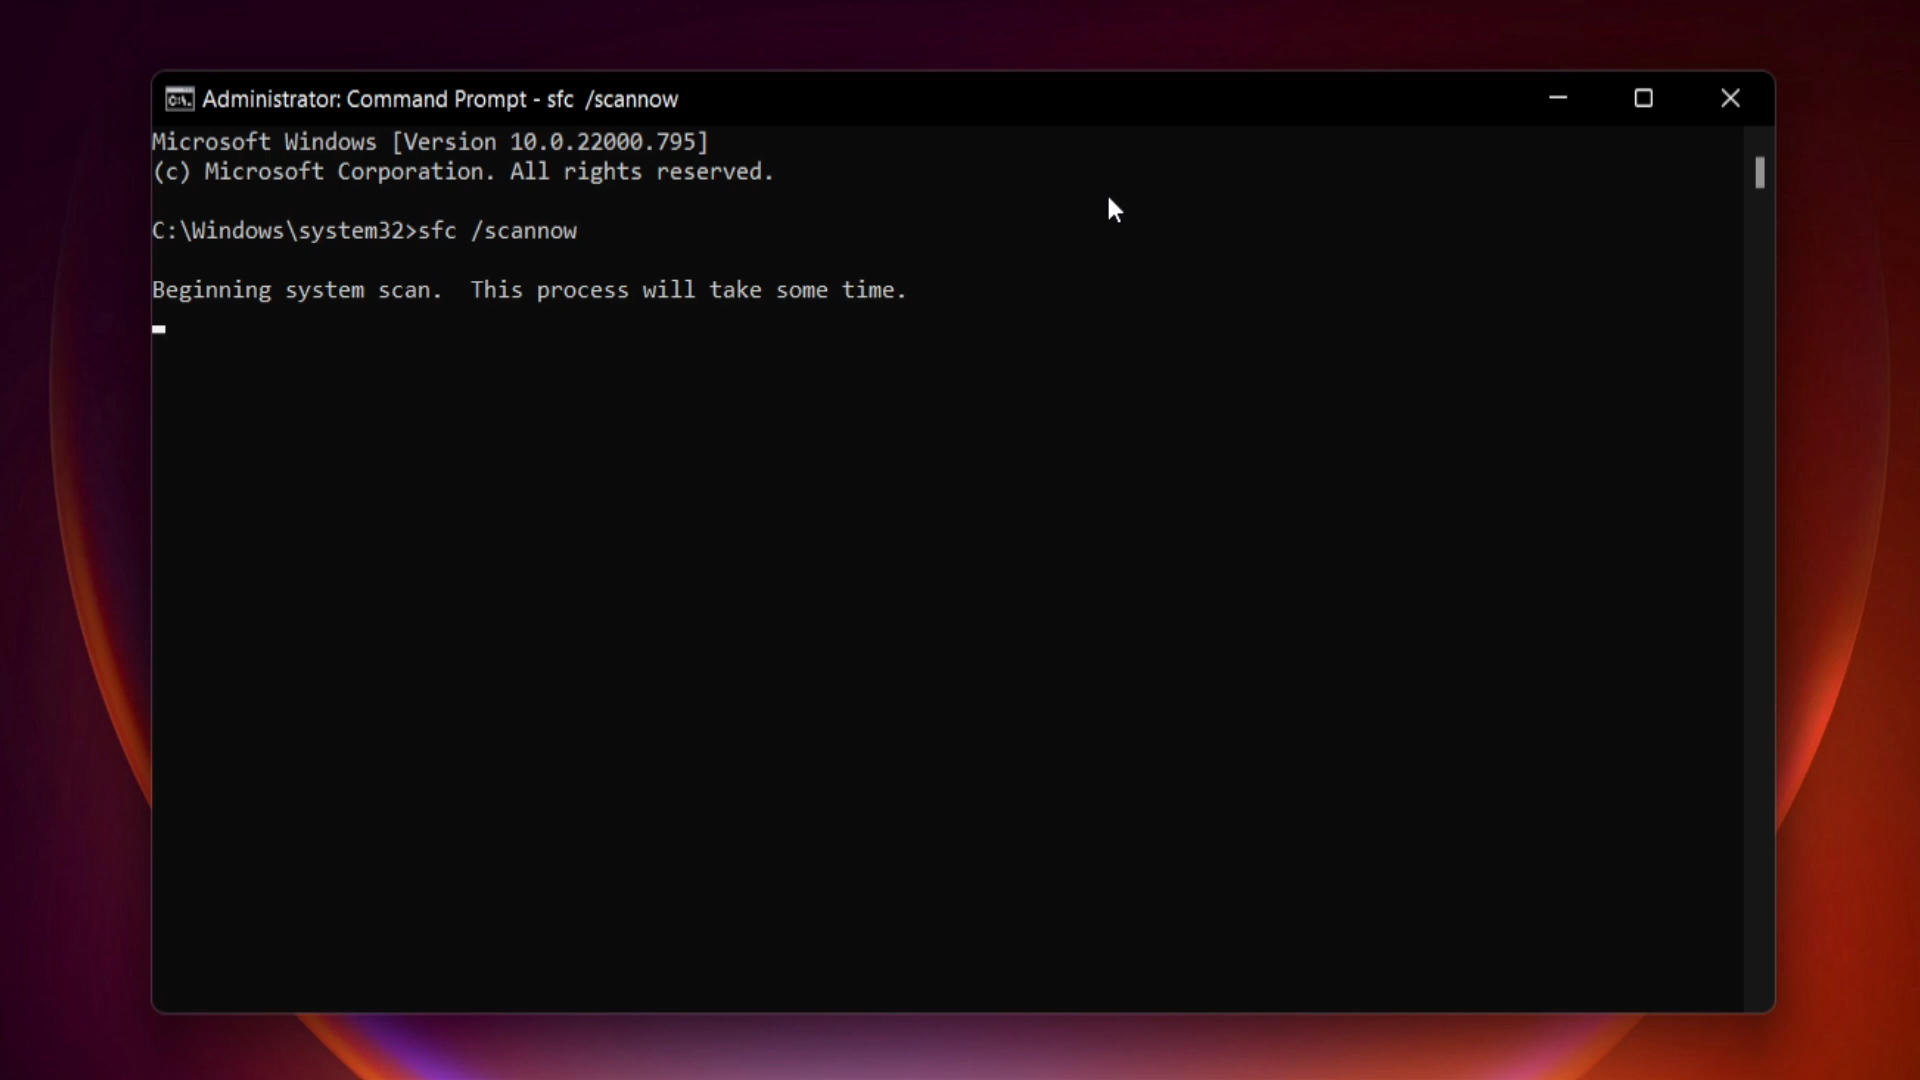 Administrator: Command Prompt - sfc  /scannow
Microsoft Windows [Version 10.0.22000.795]
(c) Microsoft Corporation. All rights reserved.
C:\Windows\system32>sfc /scannow
Beginning system scan.  This process will take some time.